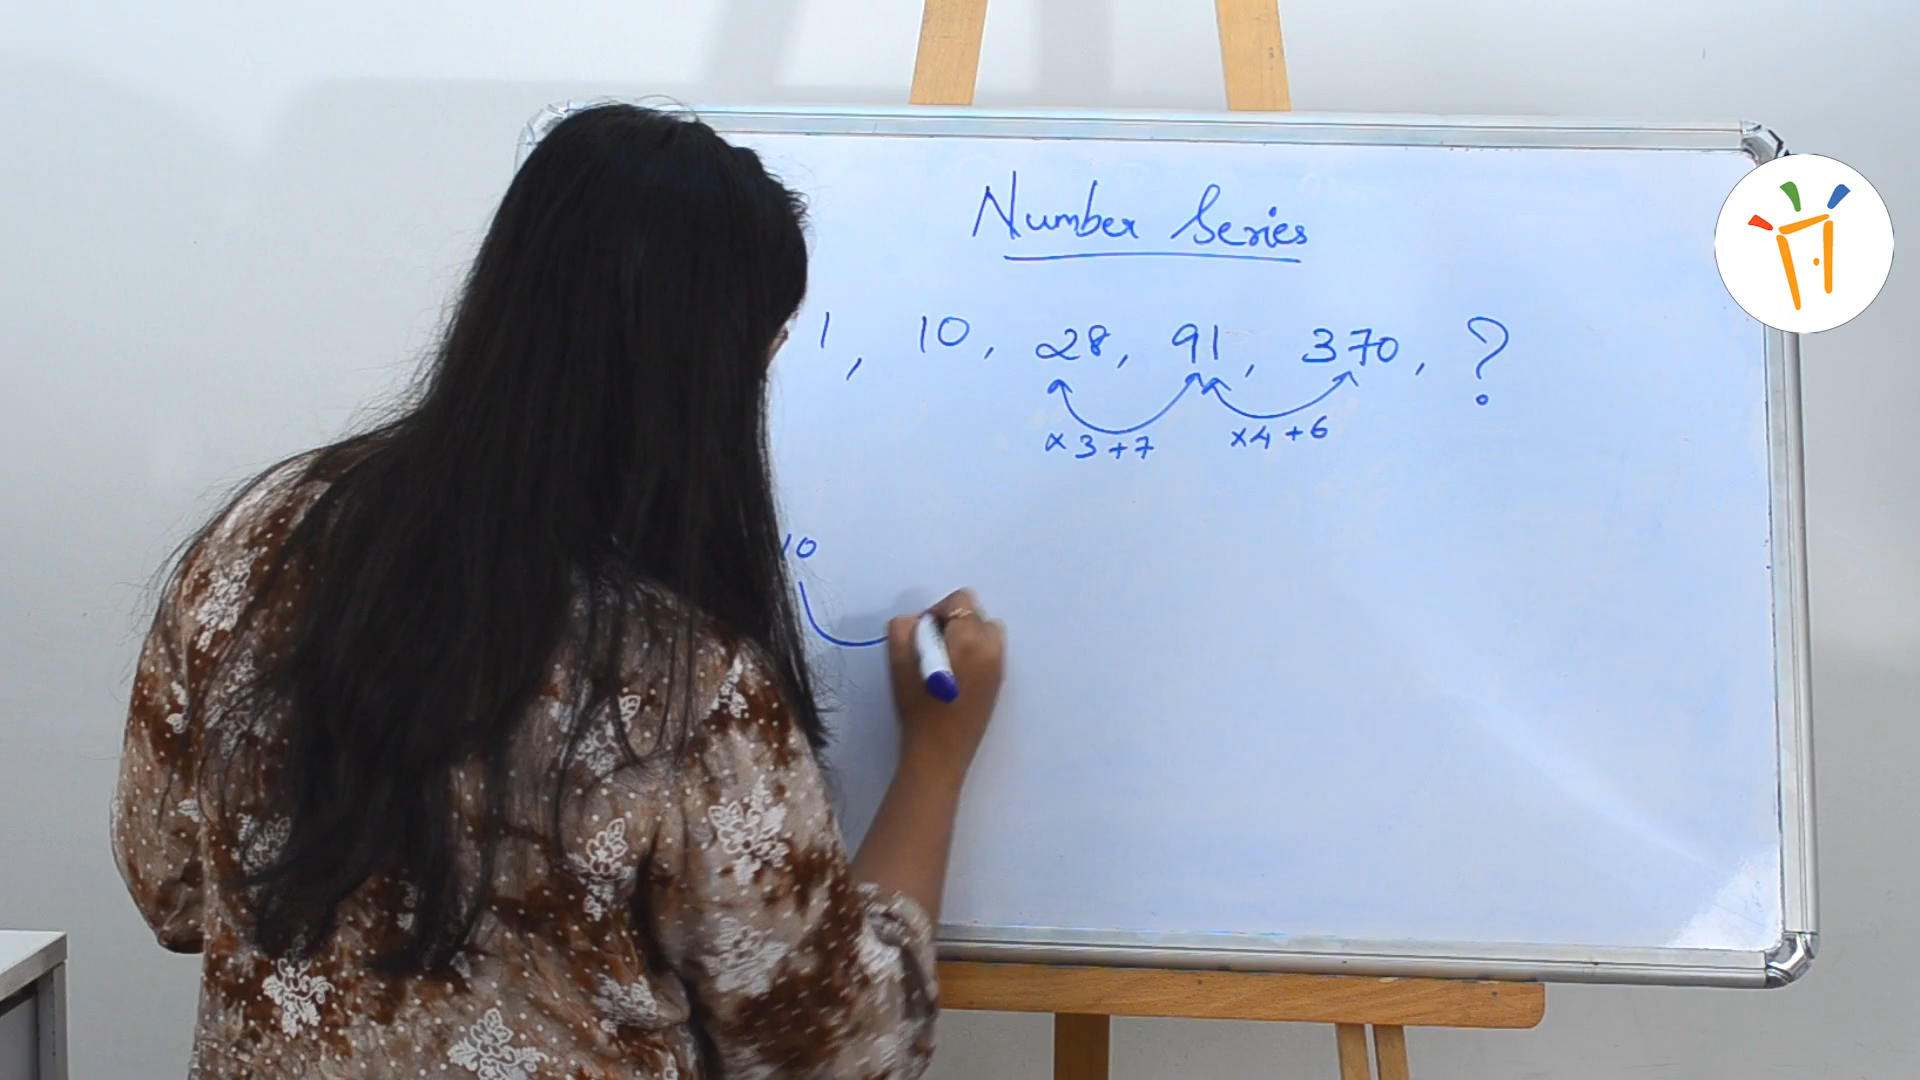 Number Series
1, 10, 28, 91, 370, ?
×3+7 ×4+6
10